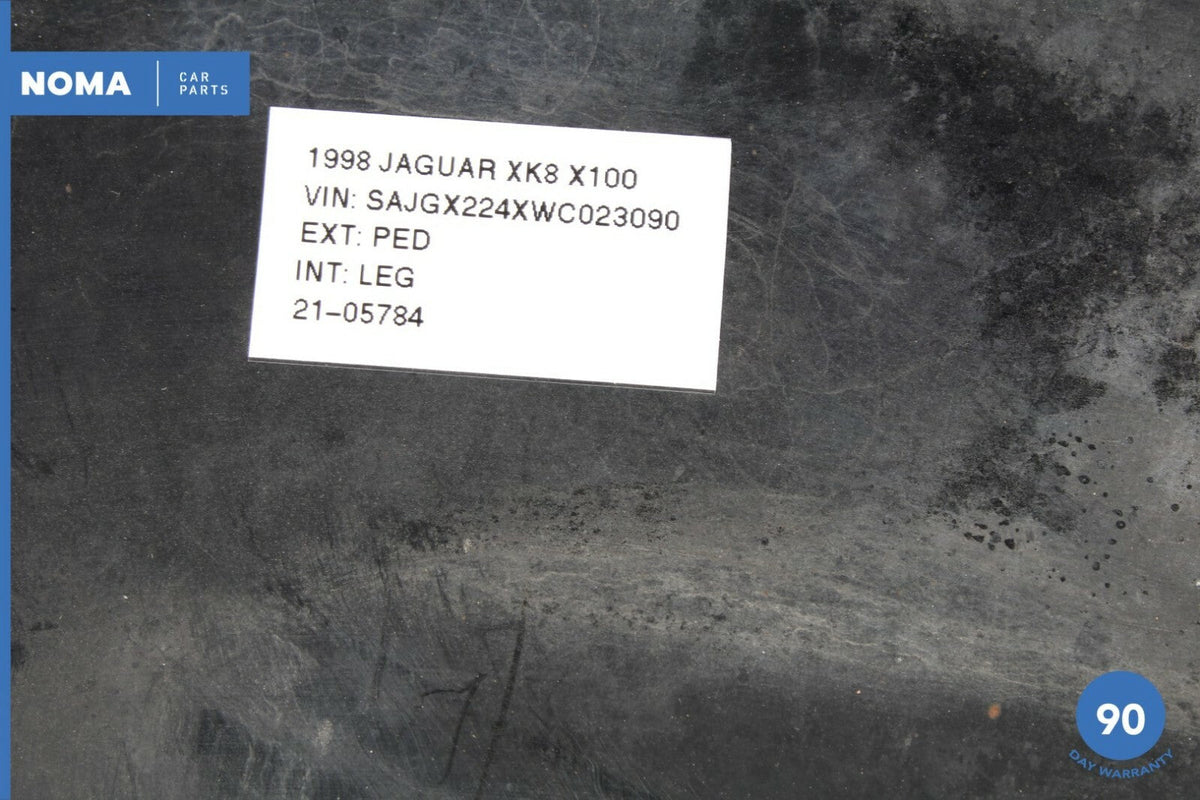 NOMA
CAR
PARTS
1998 JAGUAR XK8 X100
VIN: SAJGX224XWC023090
EXT: PED
INT: LEG
21-05784
90
DAY WARRANTY